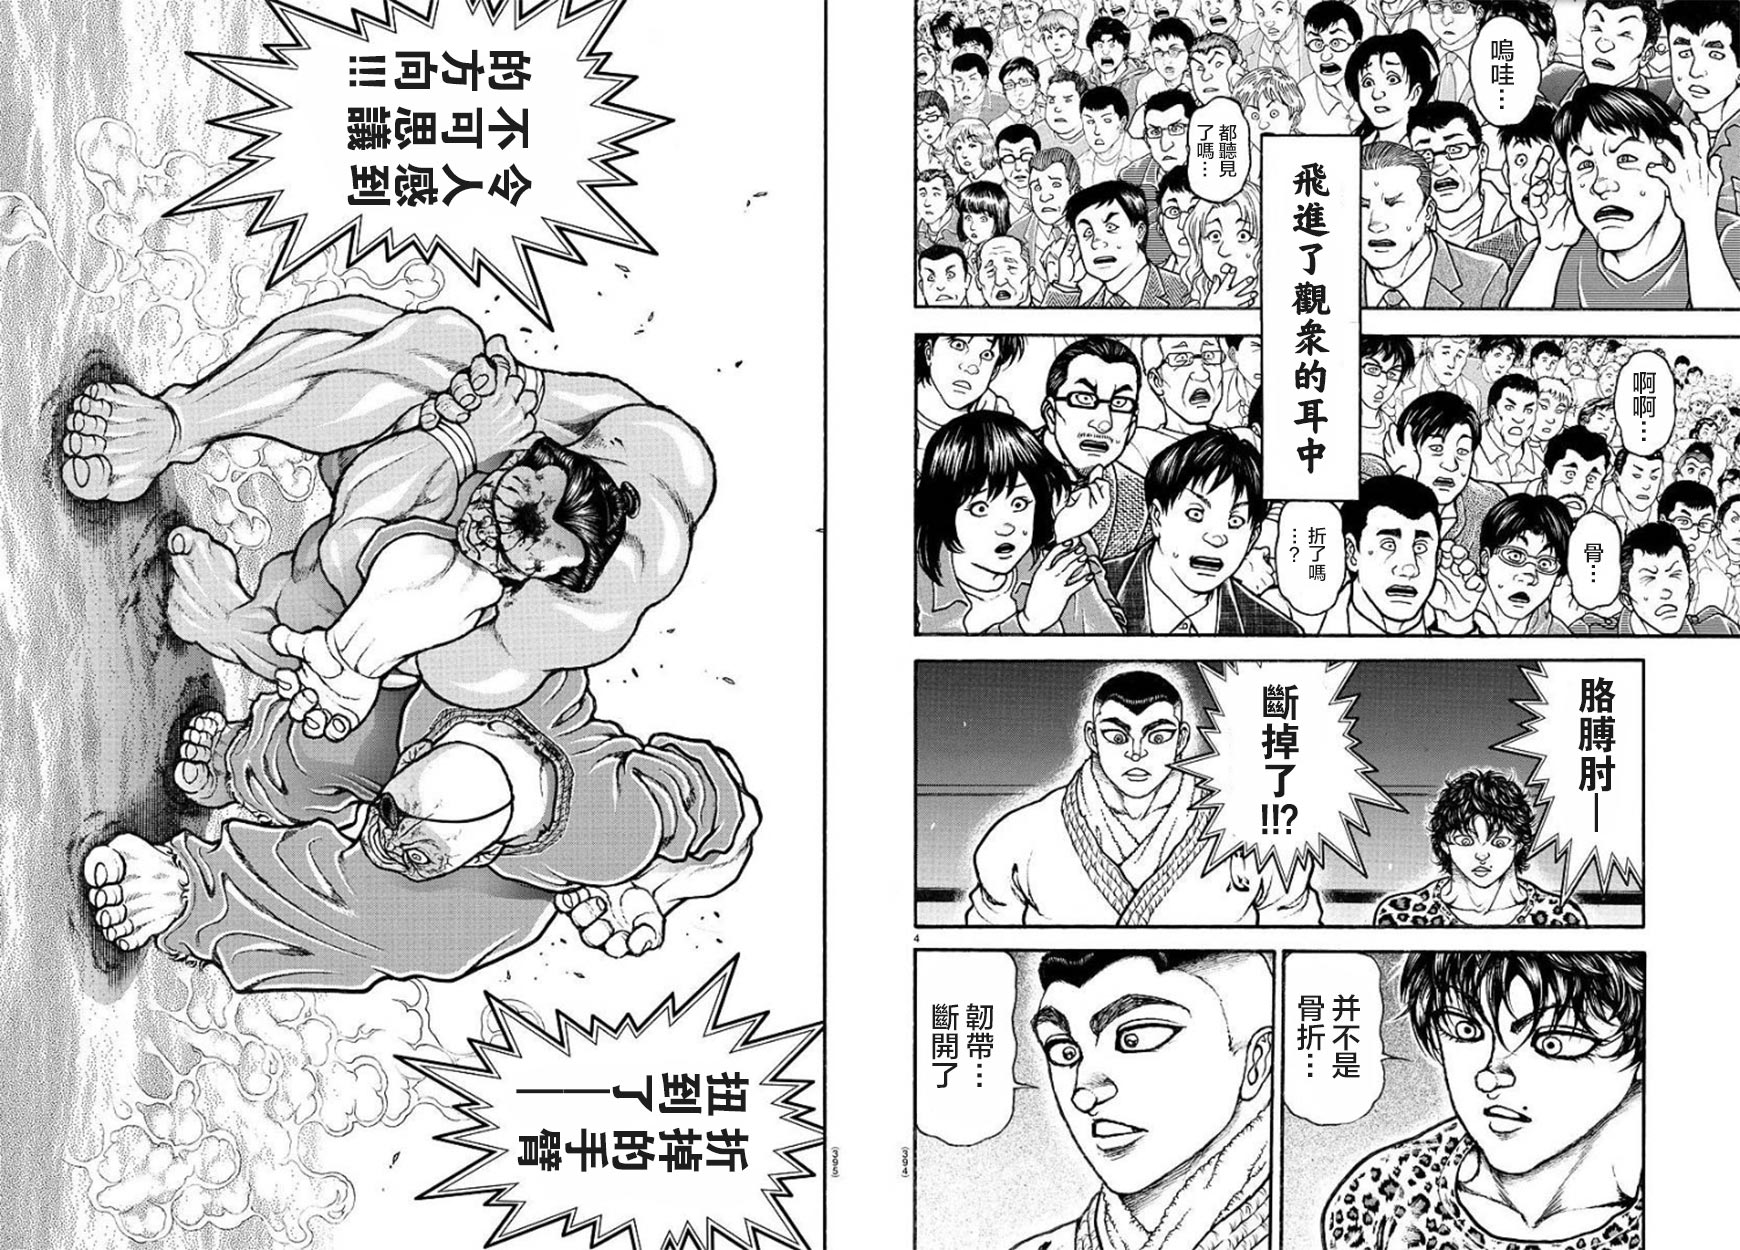 嗚哇…
飛進了觀衆的耳中
都聽見
了嗎…
啊啊…
骨…
折了嗎
…?
胳膊肘—
斷掉了!!?
并不是
骨折…
韌帶…
斷開了
4
(394)
折掉的手臂
扭到了——
令人感到
不可思議
的方向!!!
(395)